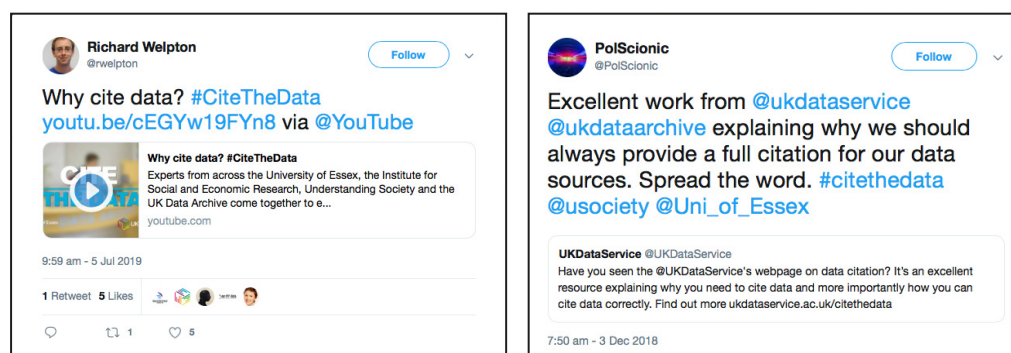 Richard Welpton
@rwelpton
Follow
Why cite data? #CiteTheData
youtu.be/cEGYw19FYn8 via @YouTube
CITE
THE DATA
Why cite data? #CiteTheData
Experts from across the University of Essex, the Institute for
Social and Economic Research, Understanding Society and the
UK Data Archive come together to e...
youtube.com
9:59 am - 5 Jul 2019
1 Retweet 5 Likes
1 5
PolScionic
@PolScionic
Follow
Excellent work from @ukdataservice
@ukdataarchive explaining why we should
always provide a full citation for our data
sources. Spread the word. #citethedata
@usociety @Uni_of_Essex
UKDataService @UKDataService
Have you seen the @UKDataService's webpage on data citation? It's an excellent
resource explaining why you need to cite data and more importantly how you can
cite data correctly. Find out more ukdataservice.ac.uk/citethedata
7:50 am - 3 Dec 2018